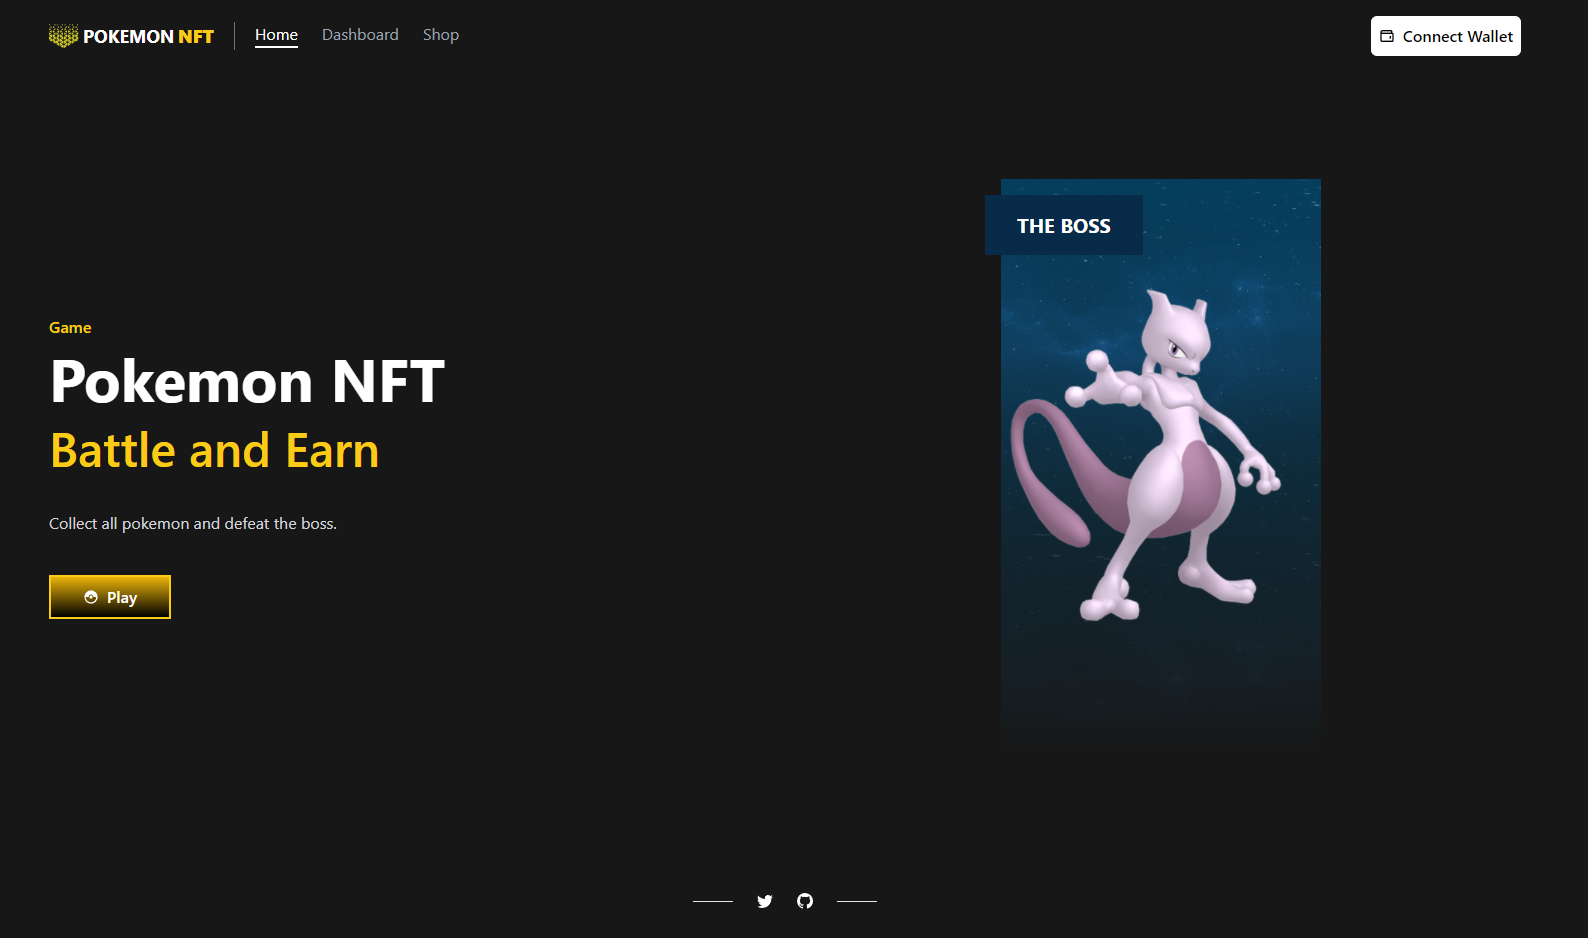 POKEMON NFT
Home
Dashboard
Shop
Connect Wallet
THE BOSS
Game
Pokemon NFT
Battle and Earn
Collect all pokemon and defeat the boss.
Play